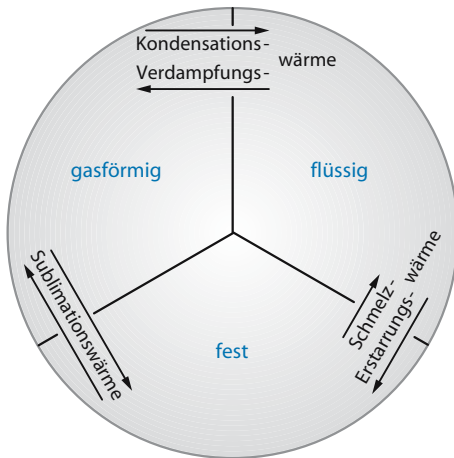 Kondensations-
Verdampfungs-
wärme
gasförmig
flüssig
Sublimationswärme
Schmelz-
Erstarrungs-
wärme
fest